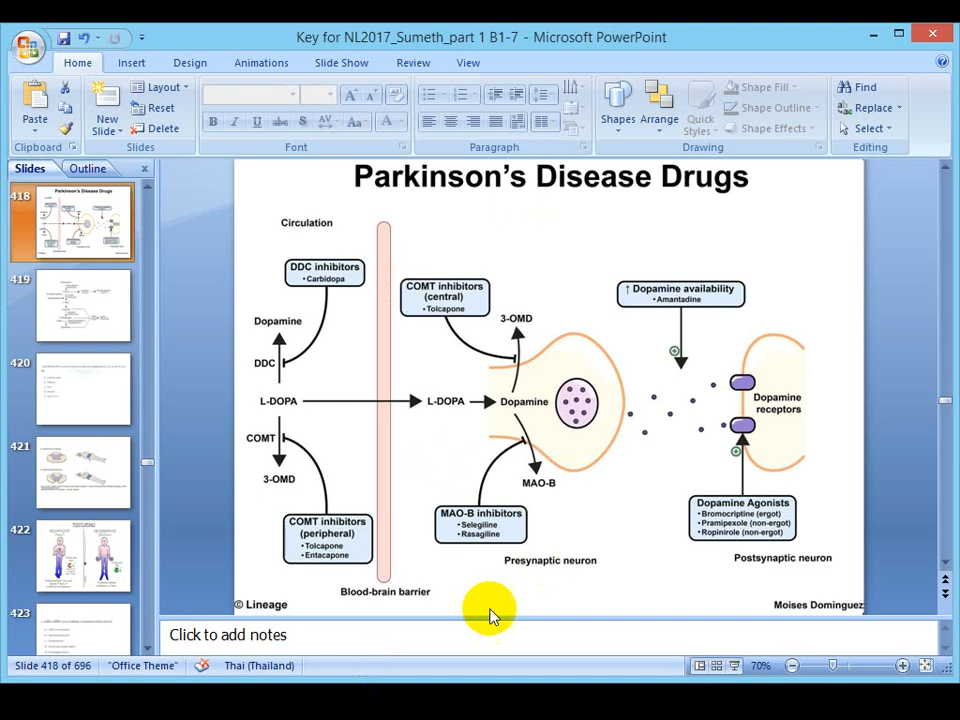 Key for NL2017_Sumeth_part 1 B1-7 - Microsoft PowerPoint
Home Insert Design Animations Slide Show Review View
Paste
New
Slide
Layout
Reset
Delete
B I U abc S AV Aa A
Shapes Arrange Quick
Styles
Shape Fill
Shape Outline
Shape Effects
Find
Replace
Select
Clipboard Slides Font Paragraph Drawing Editing
Slides Outline
418
419
420
421
422
423
Parkinson's Disease Drugs
Circulation
DDC inhibitors
• Carbidopa
COMT inhibitors
(central)
• Tolcapone
↑ Dopamine availability
• Amantadine
Dopamine
3-OMD
DDC
L-DOPA
L-DOPA
Dopamine
Dopamine
receptors
COMT
3-OMD
MAO-B
COMT inhibitors
(peripheral)
• Tolcapone
• Entacapone
MAO-B inhibitors
• Selegiline
• Rasagiline
Dopamine Agonists
• Bromocriptine (ergot)
• Pramipexole (non-ergot)
• Ropinirole (non-ergot)
Presynaptic neuron
Postsynaptic neuron
Blood-brain barrier
© Lineage
Moises Dominguez
Click to add notes
Slide 418 of 696 "Office Theme" Thai (Thailand) 70%